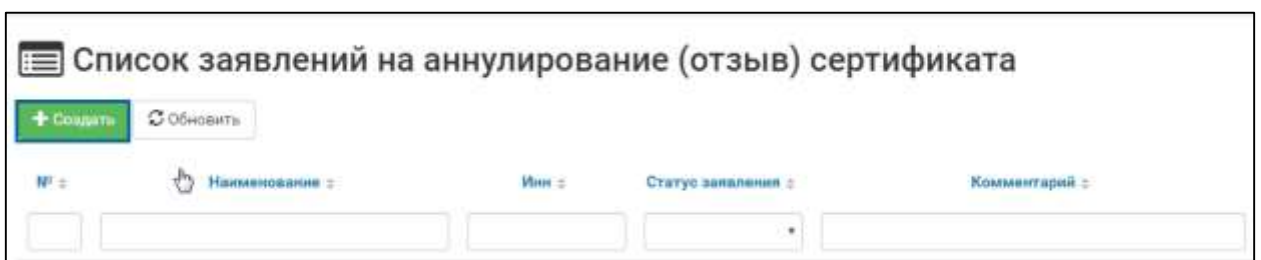 Список заявлений на аннулирование (отзыв) сертификата
Создать Обновить
№ Наименование Инн Статус заявления Комментарий